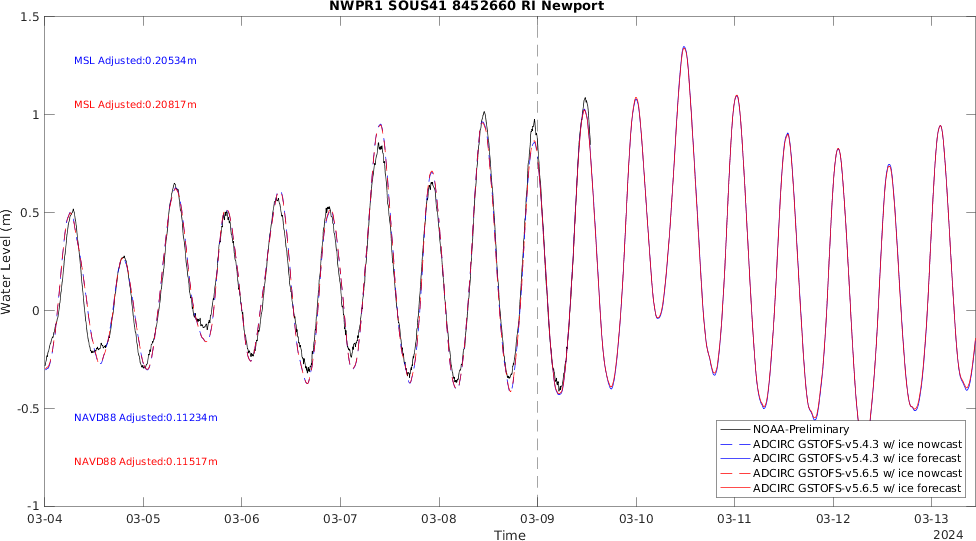 NWPR1 SOUS41 8452660 RI Newport
1.5
1
0.5
0
-0.5
-1
Water Level (m)
MSL Adjusted:0.20534m
MSL Adjusted:0.20817m
NAVD88 Adjusted:0.11234m
NAVD88 Adjusted:0.11517m
NOAA-Preliminary
ADCIRC GSTOFS-v5.4.3 w/ ice nowcast
ADCIRC GSTOFS-v5.4.3 w/ ice forecast
ADCIRC GSTOFS-v5.6.5 w/ ice nowcast
ADCIRC GSTOFS-v5.6.5 w/ ice forecast
03-04 03-05 03-06 03-07 03-08 03-09 03-10 03-11 03-12 03-13
Time
2024